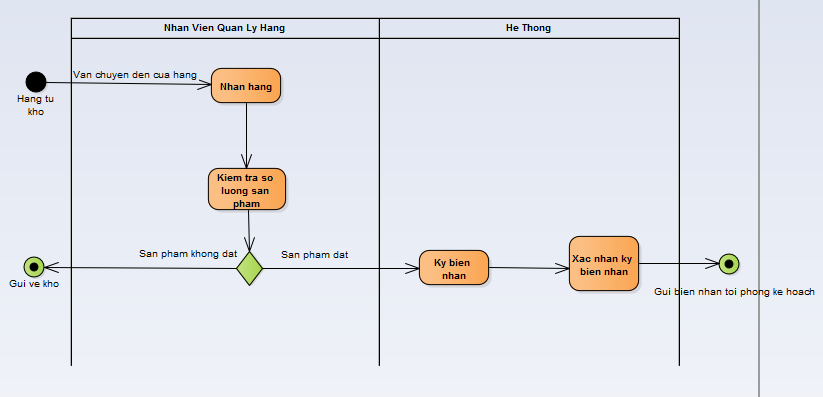 Nhan Vien Quan Ly Hang
He Thong
Van chuyen den cua hang
Nhan hang
Hang tu
kho
Kiem tra so
luong san
pham
San pham khong dat
San pham dat
Gui ve kho
Ky bien
nhan
Xac nhan ky
bien nhan
Gui bien nhan toi phong ke hoach